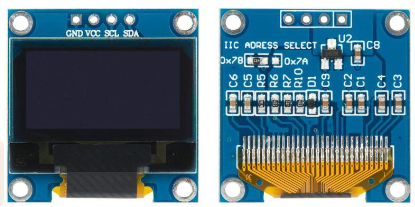 GND VCC SCL SDA
IIC ADRESS SELECT
U2
C8
0x78
0x7A
C6
C5
R5
R6
R7
R10
D1
C9
C2
C1
C4
C3